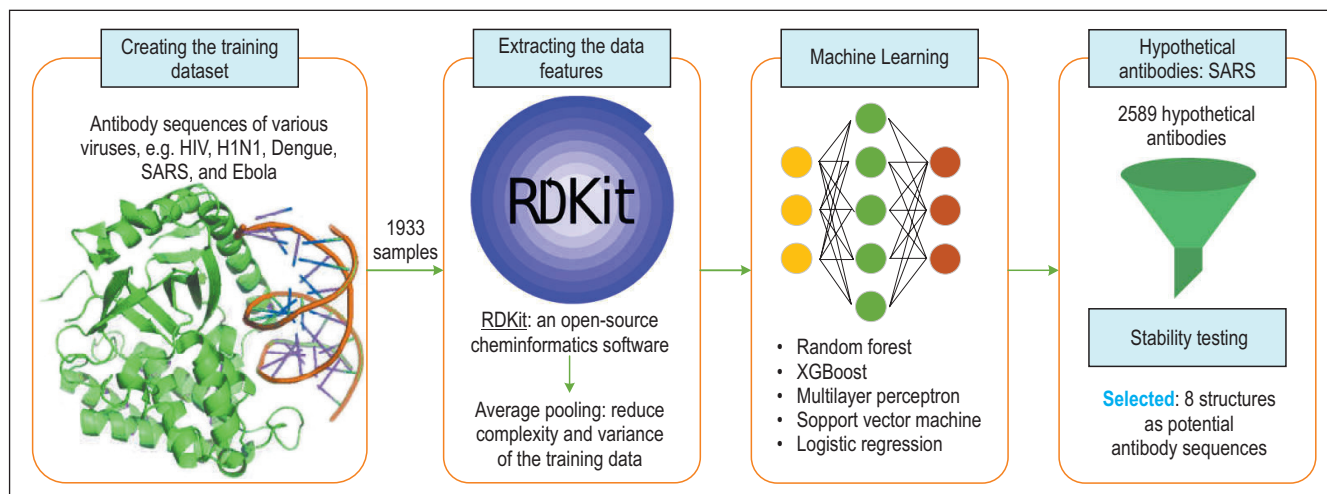 Creating the training
dataset
Antibody sequences of various
viruses, e.g. HIV, H1N1, Dengue,
SARS, and Ebola
1933
samples
Extracting the data
features
RDKit
RDKit: an open-source
cheminformatics software
Average pooling: reduce
complexity and variance
of the training data
Machine Learning
• Random forest
• XGBoost
• Multilayer perceptron
• Sopport vector machine
• Logistic regression
Hypothetical
antibodies: SARS
2589 hypothetical
antibodies
Stability testing
Selected: 8 structures
as potential
antibody sequences